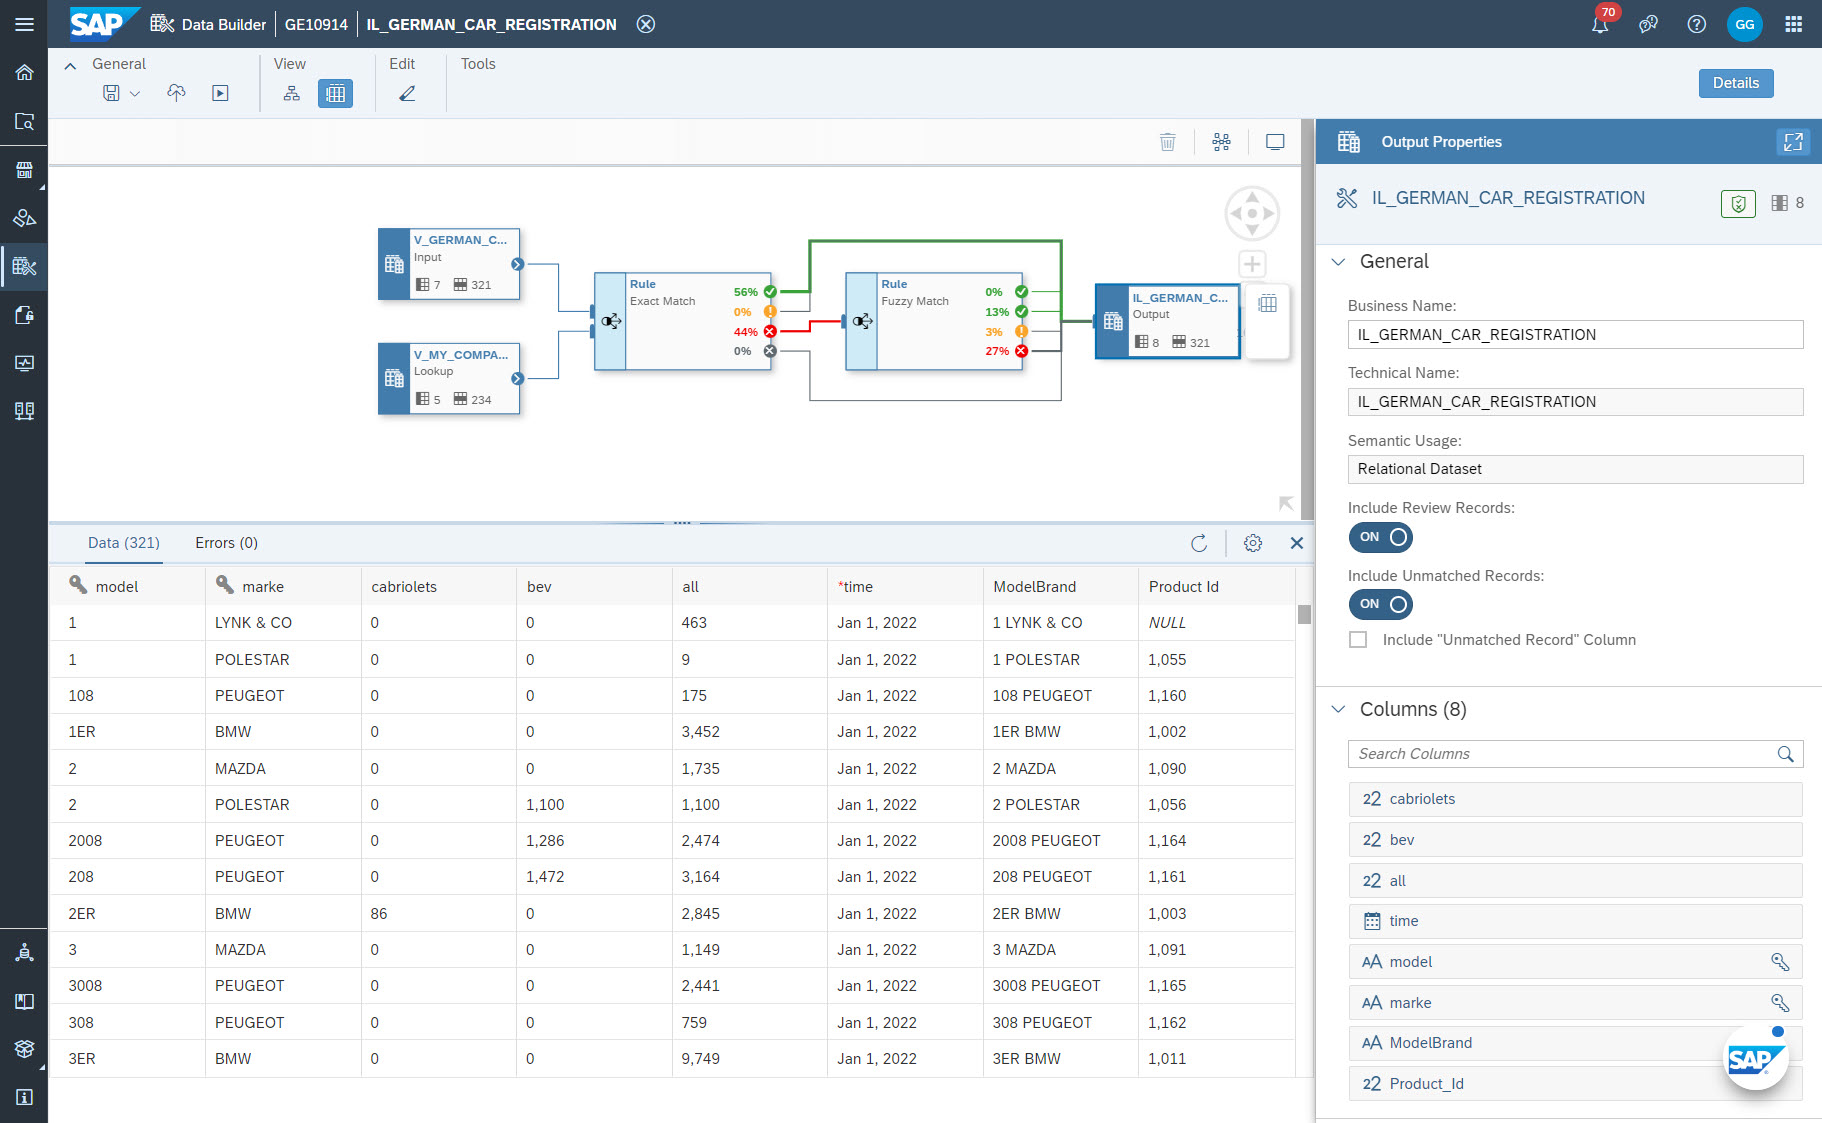 SAP Data Builder GE10914 IL_GERMAN_CAR_REGISTRATION 70 GG
General View Edit Tools
Details
Output Properties
IL_GERMAN_CAR_REGISTRATION 8
V_GERMAN_C...
Input
7 321
V_MY_COMPA...
Lookup
5 234
Rule
Exact Match
56%
0%
44%
0%
Rule
Fuzzy Match
0%
13%
3%
27%
IL_GERMAN_C...
Output
8 321
General
Business Name:
IL_GERMAN_CAR_REGISTRATION
Technical Name:
IL_GERMAN_CAR_REGISTRATION
Semantic Usage:
Relational Dataset
Include Review Records:
ON
Include Unmatched Records:
ON
Include "Unmatched Record" Column
Columns (8)
Search Columns
22 cabriolets
22 bev
22 all
time
AA model
AA marke
AA ModelBrand
22 Product_Id
SAP
Data (321) Errors (0)
model marke cabriolets bev all *time ModelBrand Product Id
1 LYNK & CO 0 0 463 Jan 1, 2022 1 LYNK & CO NULL
1 POLESTAR 0 0 9 Jan 1, 2022 1 POLESTAR 1,055
108 PEUGEOT 0 0 175 Jan 1, 2022 108 PEUGEOT 1,160
1ER BMW 0 0 3,452 Jan 1, 2022 1ER BMW 1,002
2 MAZDA 0 0 1,735 Jan 1, 2022 2 MAZDA 1,090
2 POLESTAR 0 1,100 1,100 Jan 1, 2022 2 POLESTAR 1,056
2008 PEUGEOT 0 1,286 2,474 Jan 1, 2022 2008 PEUGEOT 1,164
208 PEUGEOT 0 1,472 3,164 Jan 1, 2022 208 PEUGEOT 1,161
2ER BMW 86 0 2,845 Jan 1, 2022 2ER BMW 1,003
3 MAZDA 0 0 1,149 Jan 1, 2022 3 MAZDA 1,091
3008 PEUGEOT 0 0 2,441 Jan 1, 2022 3008 PEUGEOT 1,165
308 PEUGEOT 0 0 759 Jan 1, 2022 308 PEUGEOT 1,162
3ER BMW 0 0 9,749 Jan 1, 2022 3ER BMW 1,011